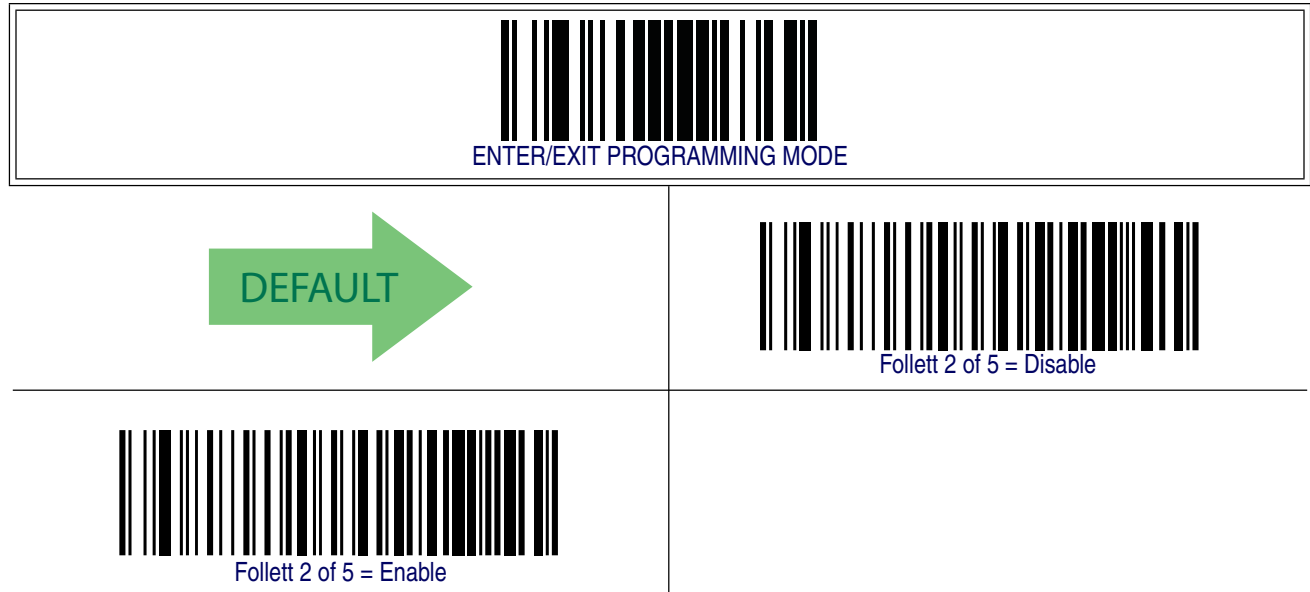 ENTER/EXIT PROGRAMMING MODE
DEFAULT
Follett 2 of 5 = Disable
Follett 2 of 5 = Enable